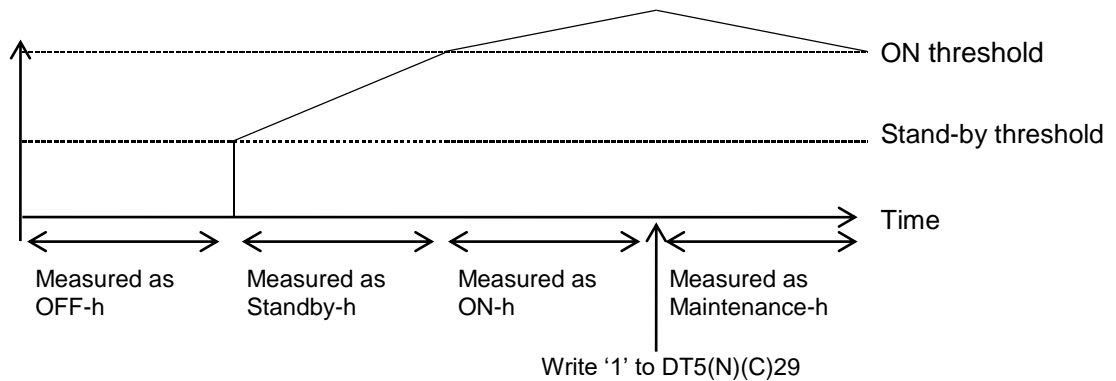 ON threshold
Stand-by threshold
Time
Measured as
OFF-h
Measured as
Standby-h
Measured as
ON-h
Measured as
Maintenance-h
Write ‘1’ to DT5(N)(C)29